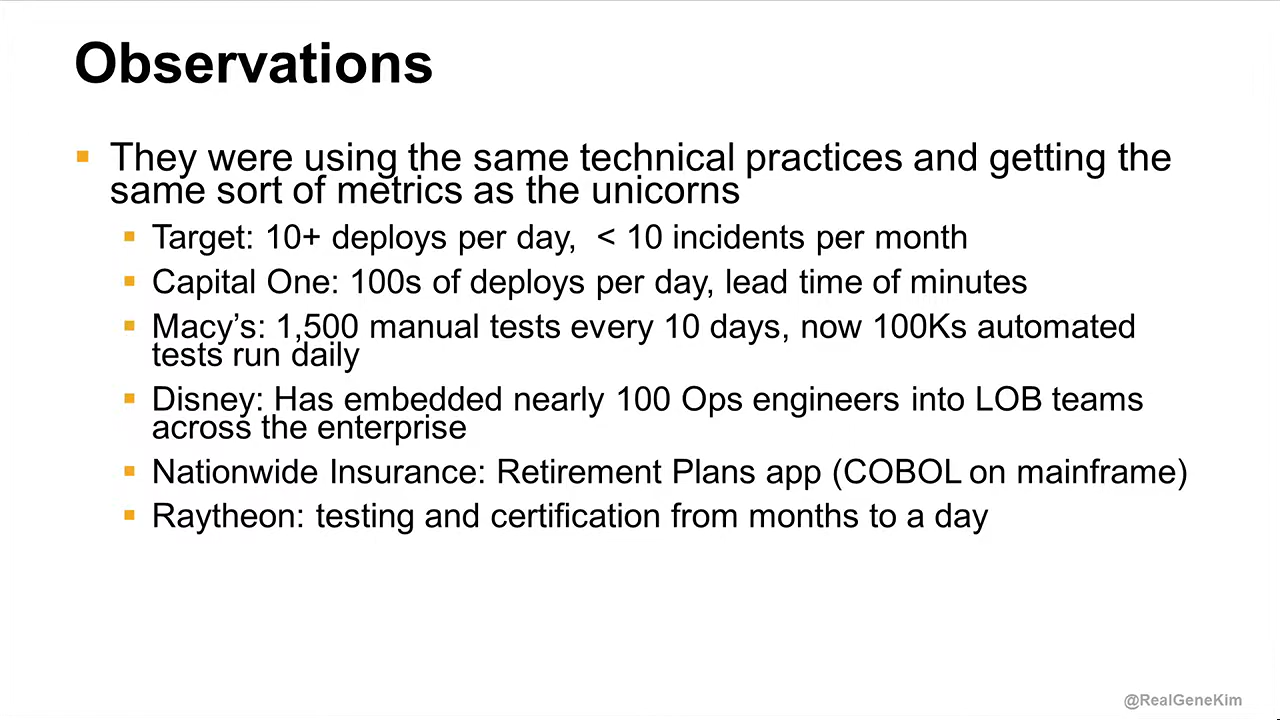 Observations
They were using the same technical practices and getting the
same sort of metrics as the unicorns
Target: 10+ deploys per day,  < 10 incidents per month
Capital One: 100s of deploys per day, lead time of minutes
Macy’s: 1,500 manual tests every 10 days, now 100Ks automated
tests run daily
Disney: Has embedded nearly 100 Ops engineers into LOB teams
across the enterprise
Nationwide Insurance: Retirement Plans app (COBOL on mainframe)
Raytheon: testing and certification from months to a day
@RealGeneKim